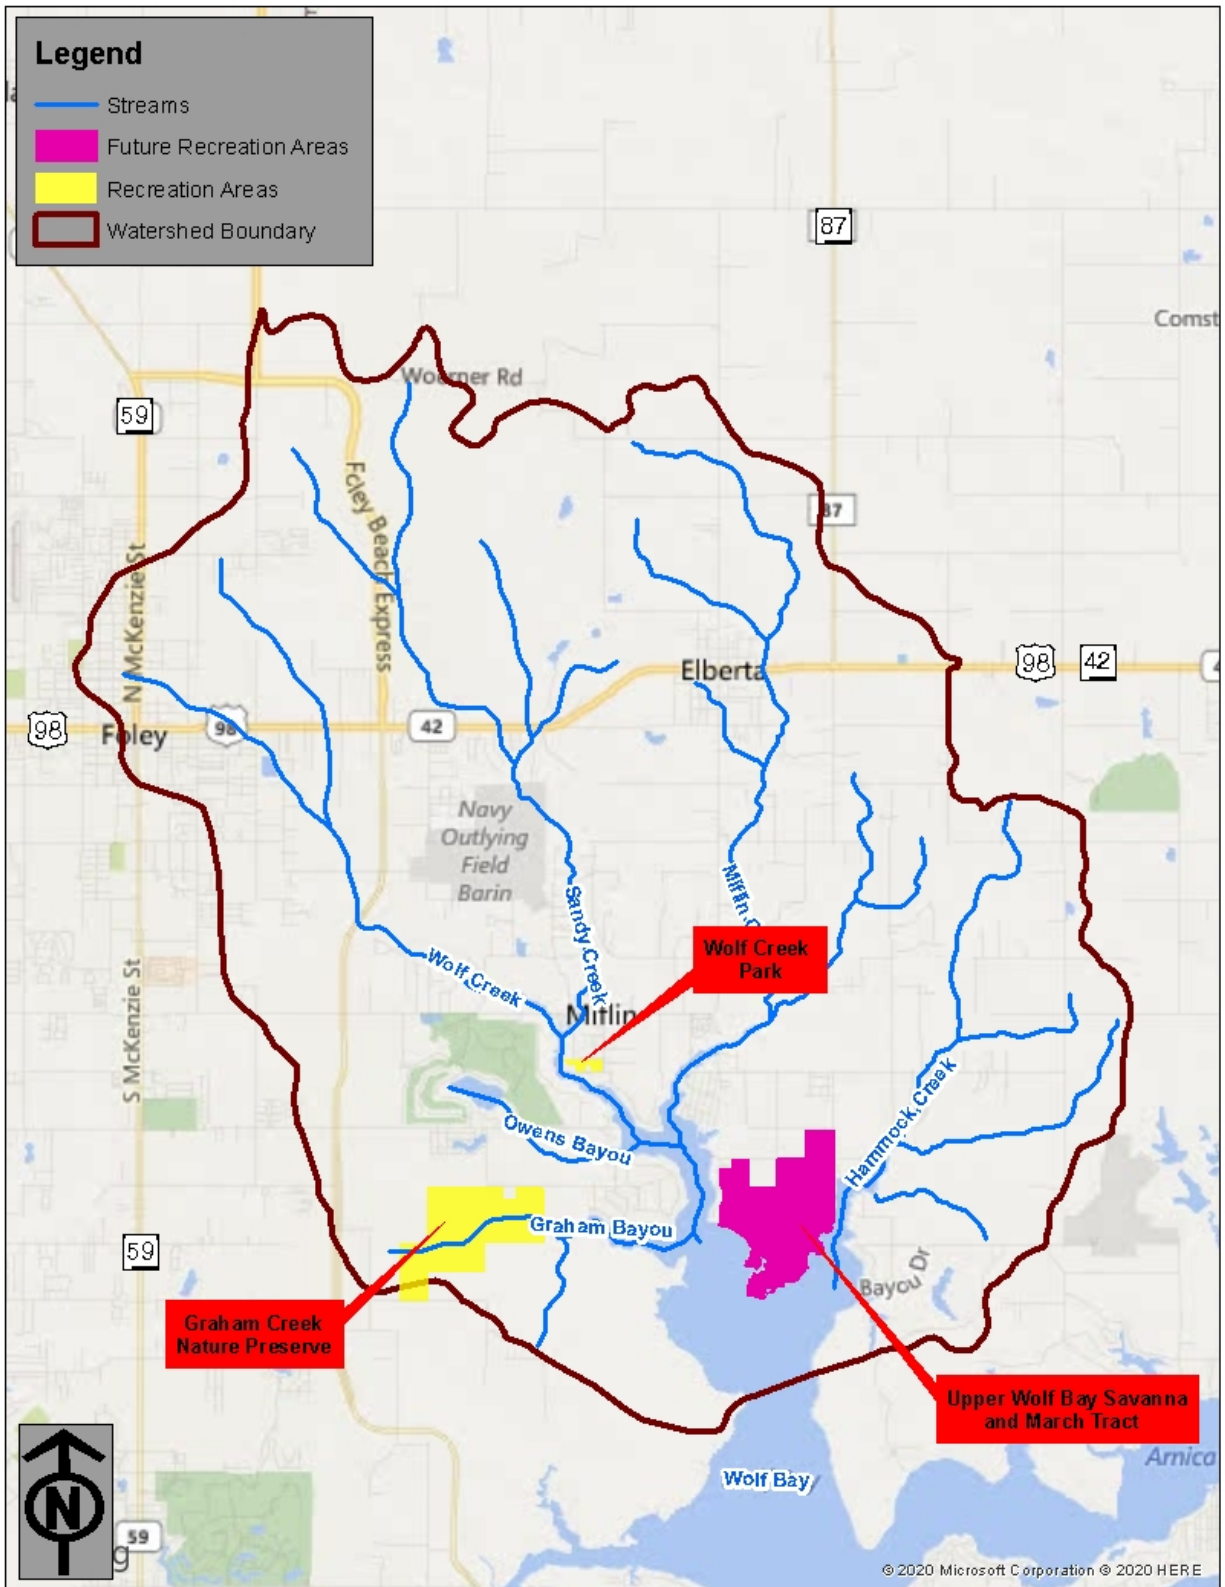 Legend
Streams
Future Recreation Areas
Recreation Areas
Watershed Boundary
87
Comst
Woerner Rd
59
Foley Beach Express
87
N McKenzie St
Elberta
98
42
98
Foley
98
42
Navy
Outlying
Field
Barin
Mifflin
Sandy Creek
Wolf Creek
Park
Wolf Creek
S McKenzie St
Hammock Creek
Owens Bayou
Graham Bayou
59
Bayou Dr
Graham Creek
Nature Preserve
Upper Wolf Bay Savanna
and March Tract
Arnica
Wolf Bay
N
59
g
© 2020 Microsoft Corporation © 2020 HERE